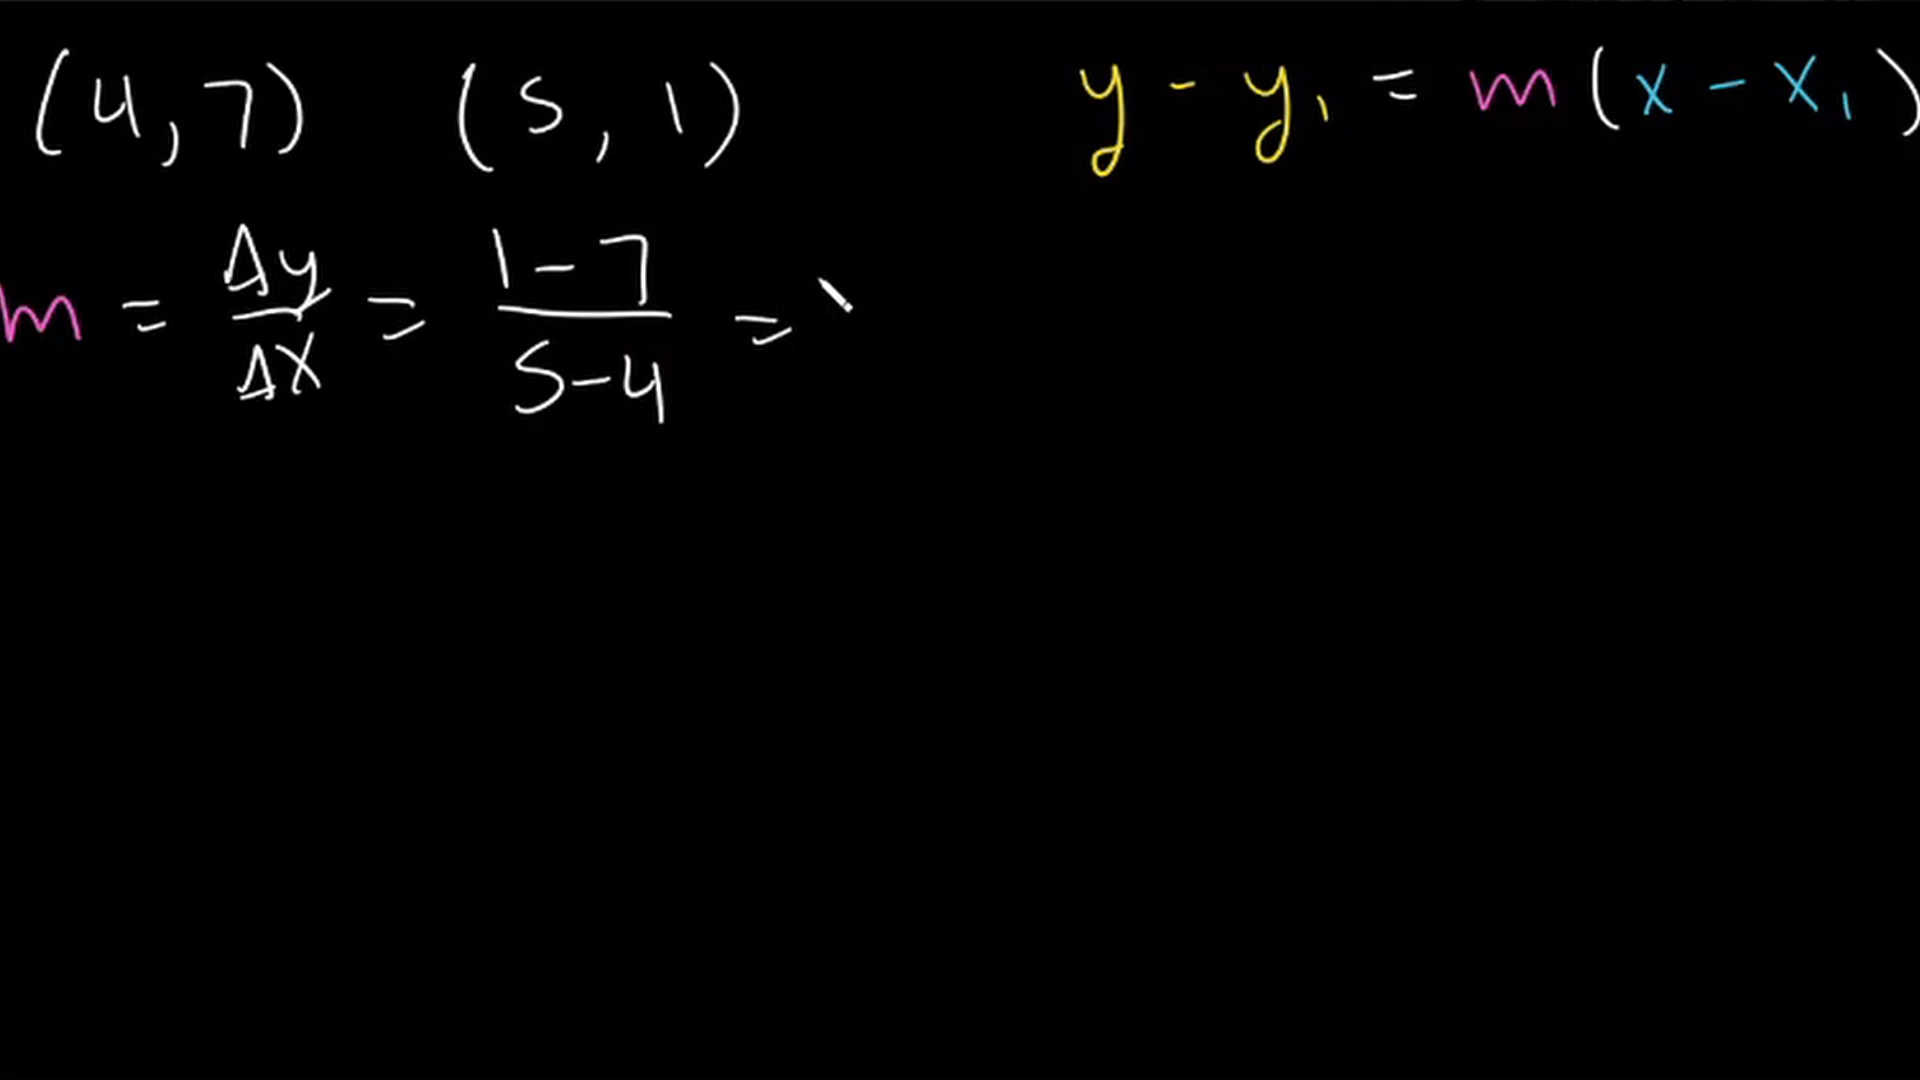 (4, 7) (5, 1) y - y₁ = m(x - x₁)
m = Δy/Δx = 1-7/5-4 =